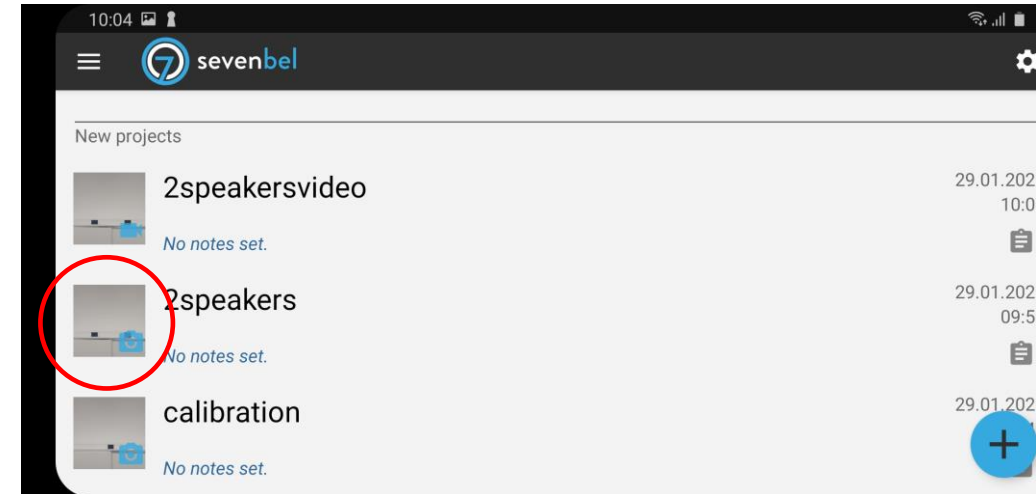 10:04
7 sevenbel
New projects
2speakersvideo
29.01.202
10:0
No notes set.
2speakers
29.01.202
09:5
No notes set.
calibration
29.01.202
No notes set.